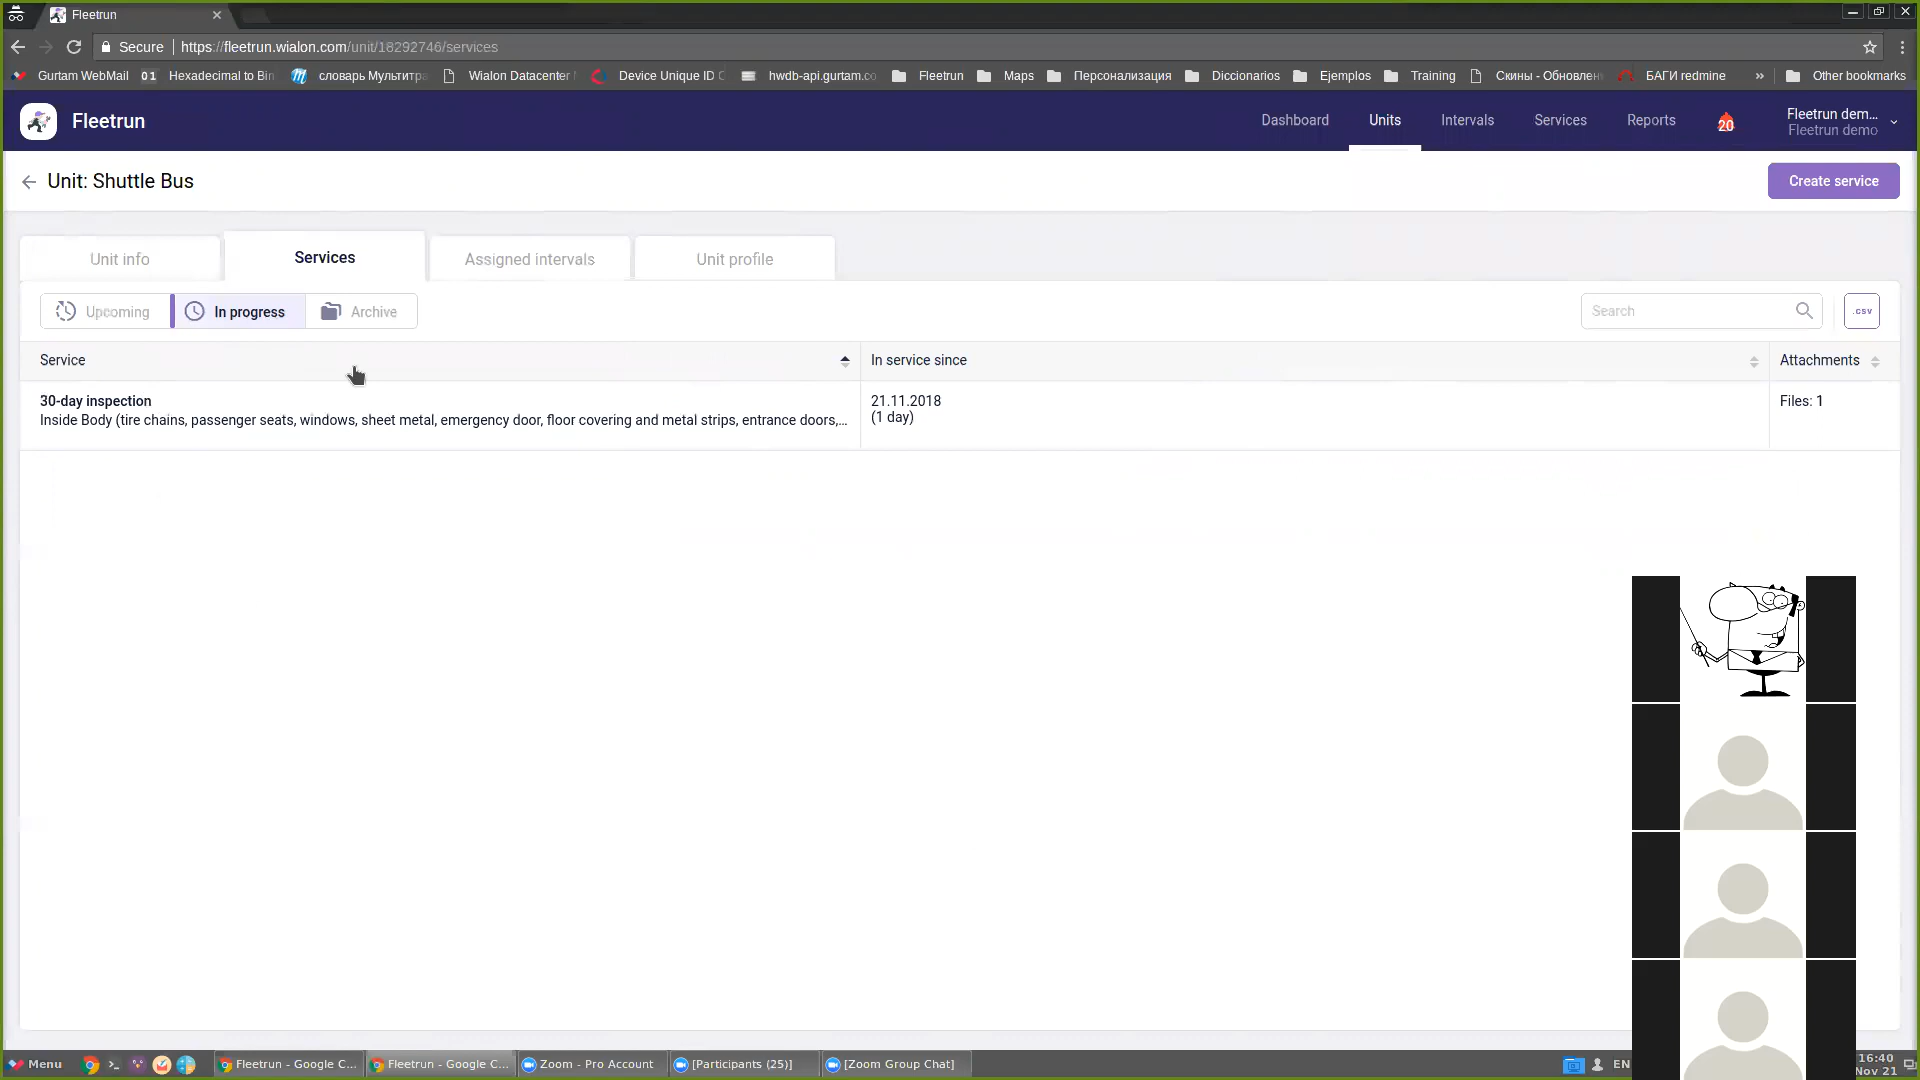 Fleetrun
Secure https://fleetrun.wialon.com/unit/18292746/services
Gurtam WebMail
01 Hexadecimal to Bin
словарь Мультитра
Wialon Datacenter
Device Unique ID C
hwdb-api.gurtam.co
Fleetrun
Maps
Персонализация
Diccionarios
Ejemplos
Training
Скины - Обновлен
БАГИ redmine
»
Other bookmarks
Fleetrun
Dashboard
Units
Intervals
Services
Reports
20
Fleetrun dem...
Fleetrun demo
Unit: Shuttle Bus
Create service
Unit info
Services
Assigned intervals
Unit profile
Upcoming
In progress
Archive
Search
.csv
Service
In service since
Attachments
30-day inspection
Inside Body (tire chains, passenger seats, windows, sheet metal, emergency door, floor covering and metal strips, entrance doors,...
21.11.2018
(1 day)
Files: 1
Menu
Fleetrun - Google C...
Fleetrun - Google C...
Zoom - Pro Account
[Participants (25)]
[Zoom Group Chat]
EN
16:40
Nov 21